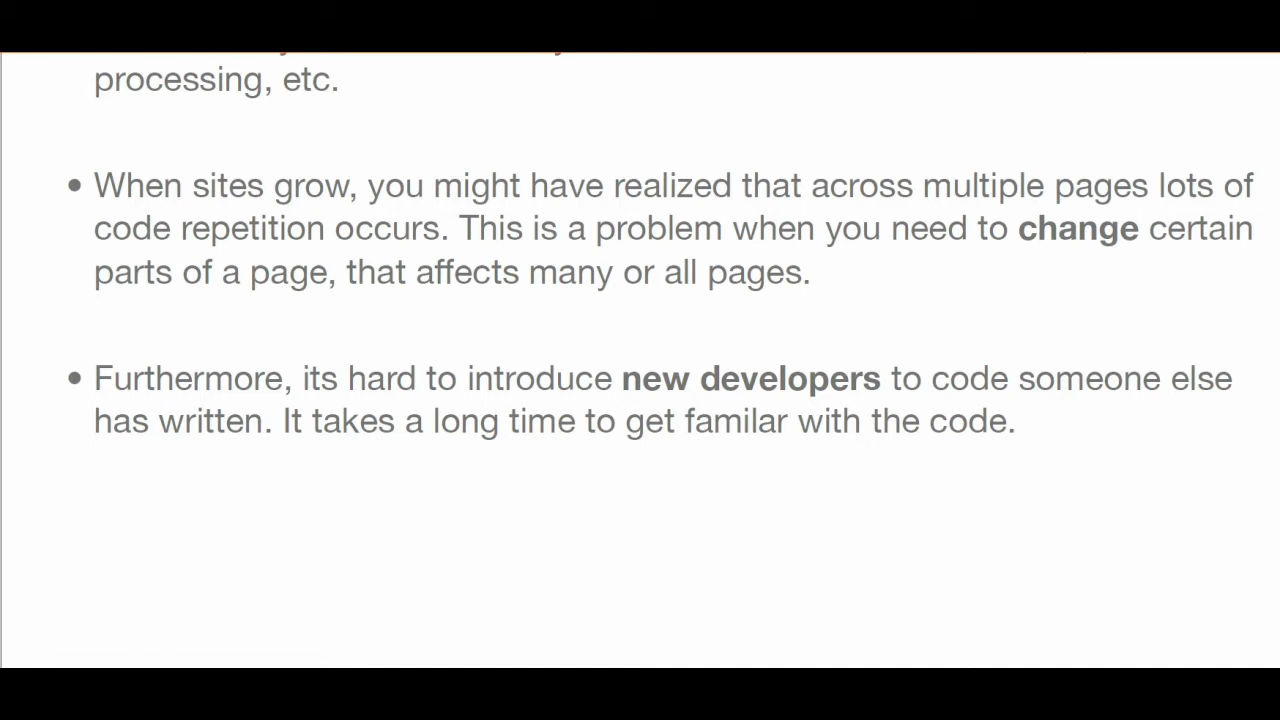 processing, etc.
• When sites grow, you might have realized that across multiple pages lots of
code repetition occurs. This is a problem when you need to change certain
parts of a page, that affects many or all pages.
• Furthermore, its hard to introduce new developers to code someone else
has written. It takes a long time to get familar with the code.